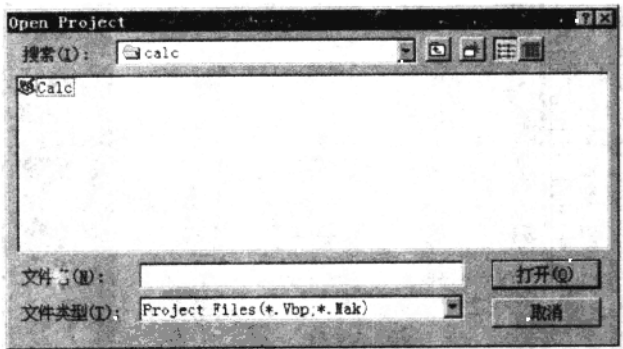 Open Project
搜索(I): calc
Calc
文件名(N):
打开(O)
文件类型(T): Project Files(*.Vbp;*.Mak)
取消